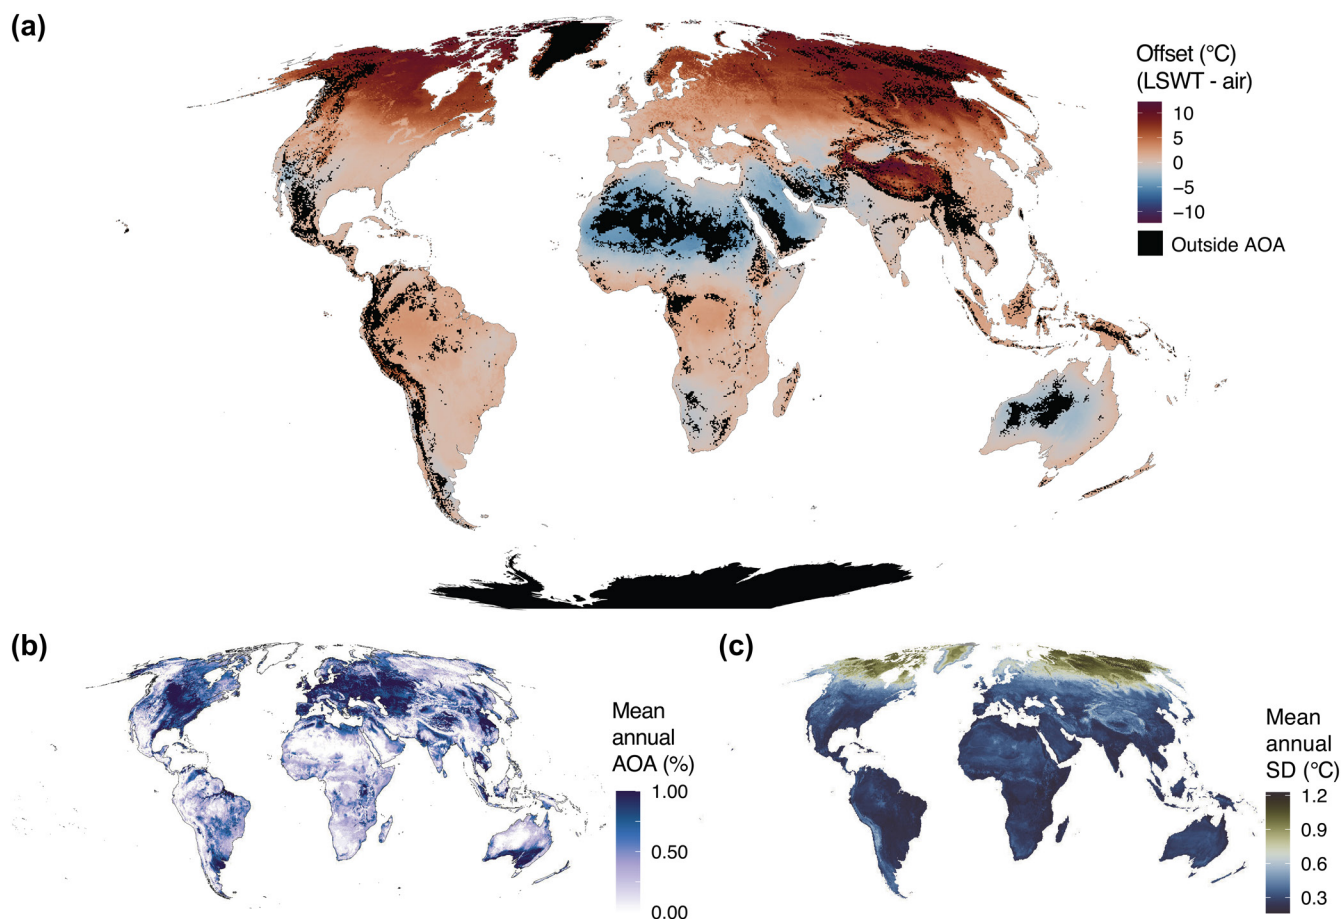 (a)
Offset (°C)
(LSWT - air)
10
5
0
−5
−10
Outside AOA
(b)
Mean
annual
AOA (%)
1.00
0.50
0.00
(c)
Mean
annual
SD (°C)
1.2
0.9
0.6
0.3